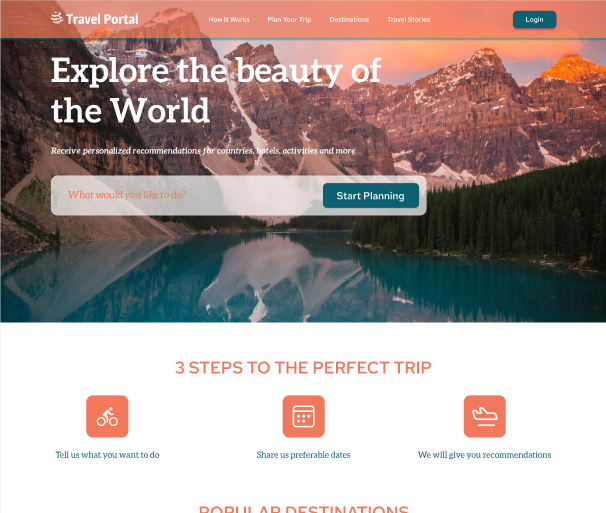 Travel Portal
How It Works
Plan Your Trip
Destinations
Travel Stories
Login
Explore the beauty of
the World
Receive personalized recommendations for countries, hotels, activities and more
What would you like to do?
Start Planning
3 STEPS TO THE PERFECT TRIP
Tell us what you want to do
Share us preferable dates
We will give you recommendations
POPULAR DESTINATIONS